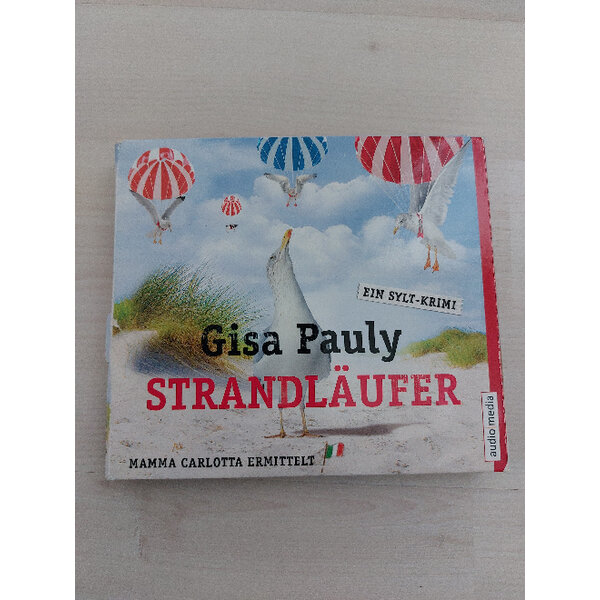 EIN SYLT-KRIMI
Gisa Pauly
STRANDLÄUFER
MAMMA CARLOTTA ERMITTELT
audio media